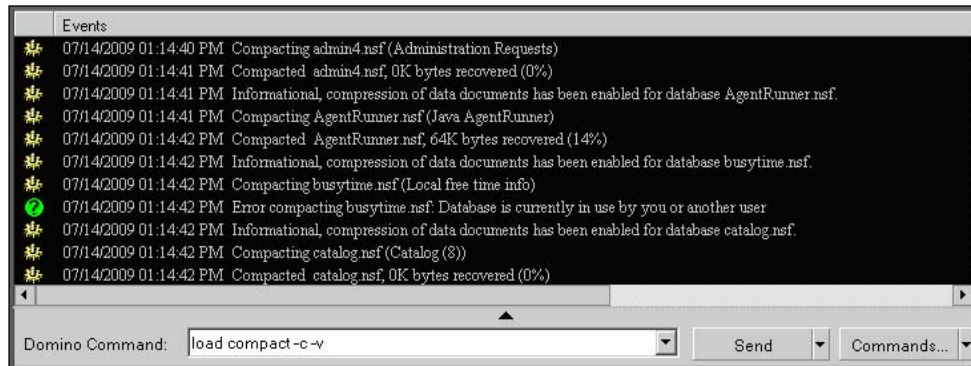 Events
07/14/2009 01:14:40 PM Compacting admin4.nsf (Administration Requests)
07/14/2009 01:14:41 PM Compacted admin4.nsf, 0K bytes recovered (0%)
07/14/2009 01:14:41 PM Informational, compression of data documents has been enabled for database AgentRunner.nsf.
07/14/2009 01:14:41 PM Compacting AgentRunner.nsf (Java AgentRunner)
07/14/2009 01:14:42 PM Compacted AgentRunner.nsf, 64K bytes recovered (14%)
07/14/2009 01:14:42 PM Informational, compression of data documents has been enabled for database busytime.nsf.
07/14/2009 01:14:42 PM Compacting busytime.nsf (Local free time info)
? 07/14/2009 01:14:42 PM Error compacting busytime.nsf: Database is currently in use by you or another user
07/14/2009 01:14:42 PM Informational, compression of data documents has been enabled for database catalog.nsf.
07/14/2009 01:14:42 PM Compacting catalog.nsf (Catalog (8))
07/14/2009 01:14:42 PM Compacted catalog.nsf, 0K bytes recovered (0%)
Domino Command: load compact -c -v Send Commands...